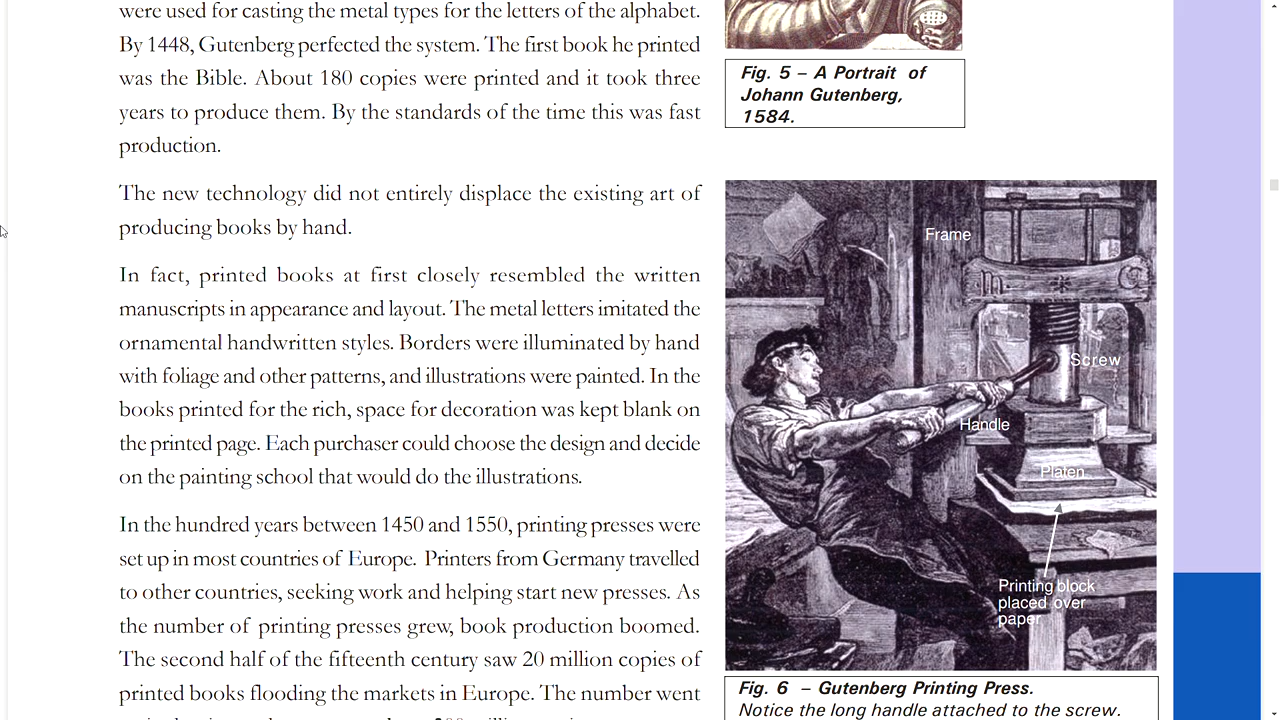 were used for casting the metal types for the letters of the alphabet.
By 1448, Gutenberg perfected the system. The first book he printed
was the Bible. About 180 copies were printed and it took three
years to produce them. By the standards of the time this was fast
production.
The new technology did not entirely displace the existing art of
producing books by hand.
In fact, printed books at first closely resembled the written
manuscripts in appearance and layout. The metal letters imitated the
ornamental handwritten styles. Borders were illuminated by hand
with foliage and other patterns, and illustrations were painted. In the
books printed for the rich, space for decoration was kept blank on
the printed page. Each purchaser could choose the design and decide
on the painting school that would do the illustrations.
In the hundred years between 1450 and 1550, printing presses were
set up in most countries of Europe. Printers from Germany travelled
to other countries, seeking work and helping start new presses. As
the number of printing presses grew, book production boomed.
The second half of the fifteenth century saw 20 million copies of
printed books flooding the markets in Europe. The number went
Fig. 5 – A Portrait of
Johann Gutenberg,
1584.
Frame
Screw
Handle
Platen
Printing block
placed over
paper
Fig. 6 – Gutenberg Printing Press.
Notice the long handle attached to the screw.